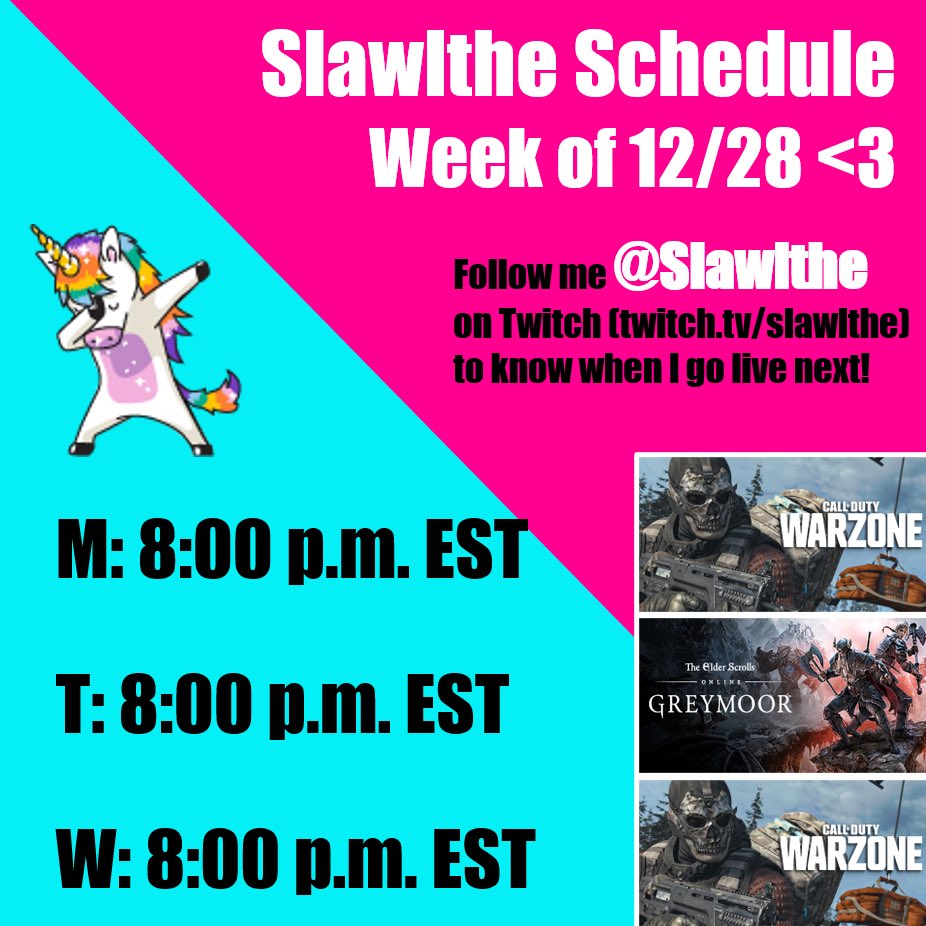 Slawlthe Schedule
Week of 12/28 <3
Follow me @Slawlthe
on Twitch (twitch.tv/slawlthe)
to know when I go live next!
M: 8:00 p.m. EST
CALL·DUTY
WARZONE
T: 8:00 p.m. EST
The Elder Scrolls
ONLINE
GREYMOOR
W: 8:00 p.m. EST
CALL·DUTY
WARZONE